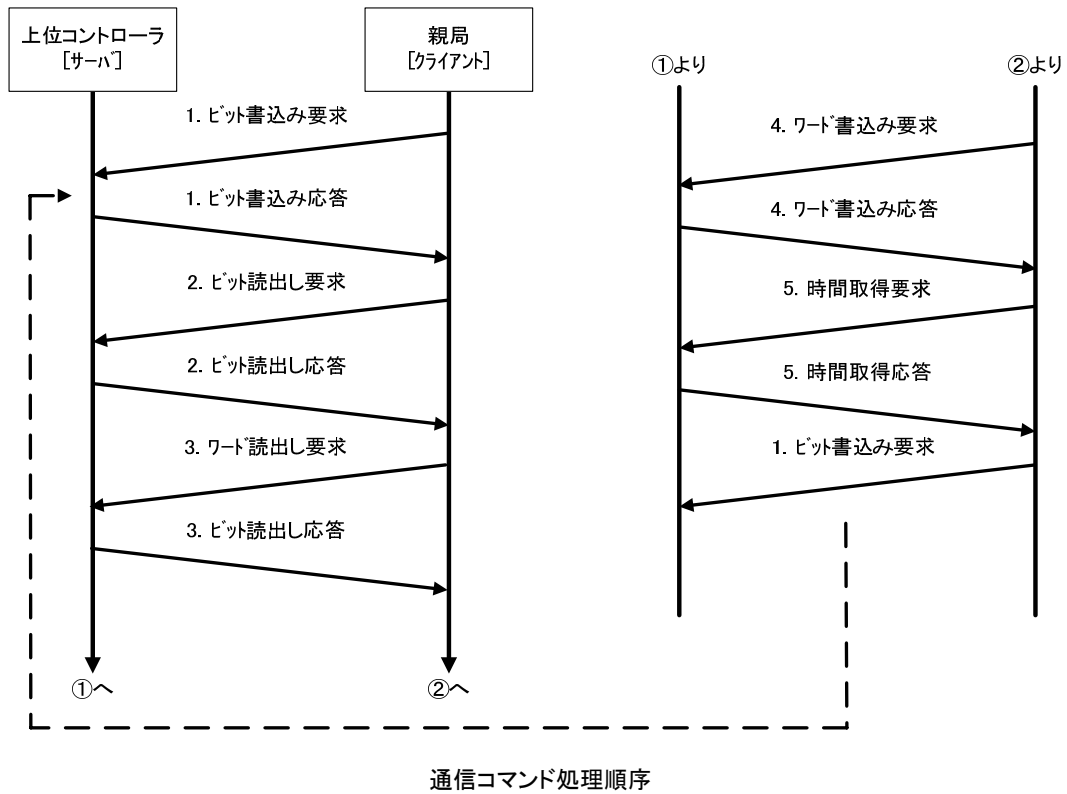 上位コントローラ
[ｻｰﾊﾞ]
親局
[ｸﾗｲｱﾝﾄ]
1. ﾋﾞｯﾄ書込み要求
1. ﾋﾞｯﾄ書込み応答
2. ﾋﾞｯﾄ読出し要求
2. ﾋﾞｯﾄ読出し応答
3. ﾜｰﾄﾞ読出し要求
3. ﾋﾞｯﾄ読出し応答
①へ
②へ
①より
②より
4. ﾜｰﾄﾞ書込み要求
4. ﾜｰﾄﾞ書込み応答
5. 時間取得要求
5. 時間取得応答
1. ﾋﾞｯﾄ書込み要求
通信コマンド処理順序